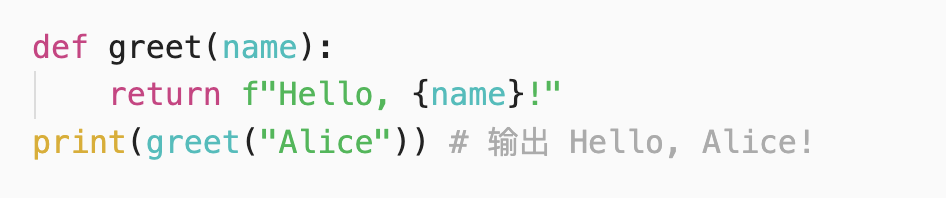 def greet(name):
    return f"Hello, {name}!"
print(greet("Alice")) # 输出 Hello, Alice!